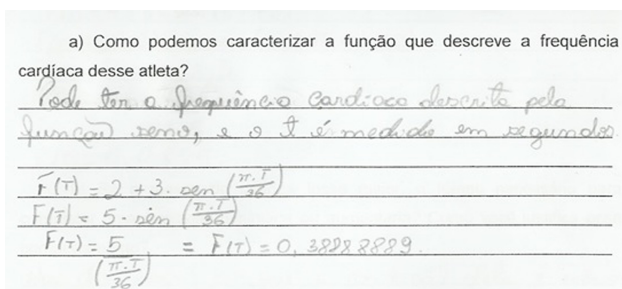 a) Como podemos caracterizar a função que descreve a frequência
cardíaca desse atleta?
Pode ter a frequência cardíaca descrita pela
função seno, e o t é medido em segundos
F(T) = 2 + 3 . sen (π.T/36)
F(T) = 5 . sên (π.T/36)
F(T) = 5 = F(T) = 0,38888889.
(π.T/36)